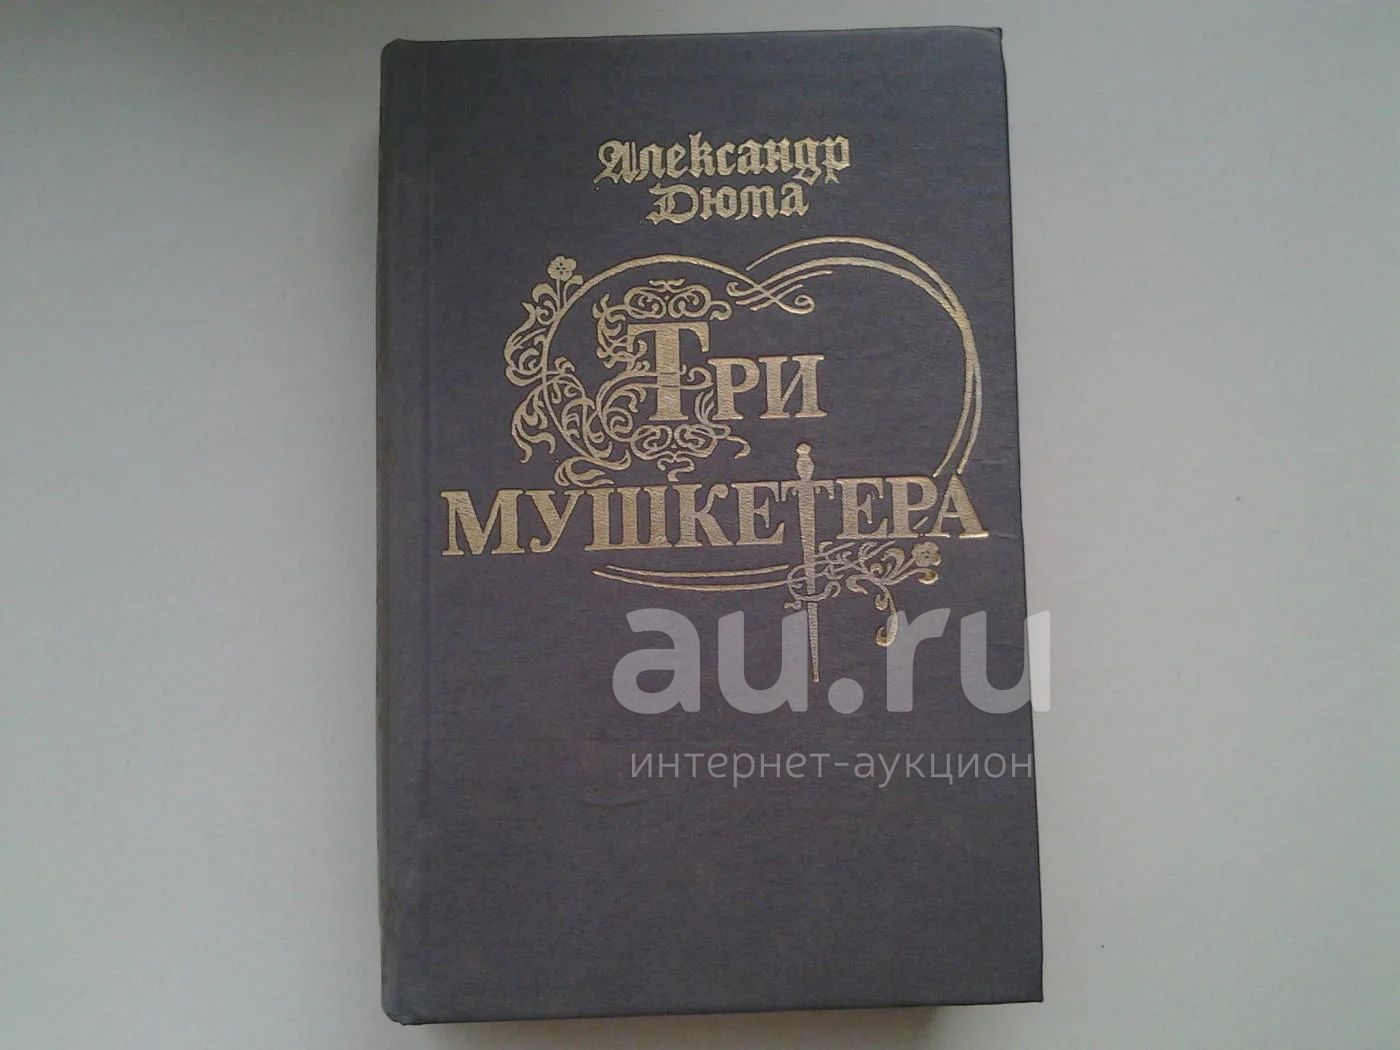 Александр
Дюма
Три
мушкетера
au.ru
интернет-аукцион